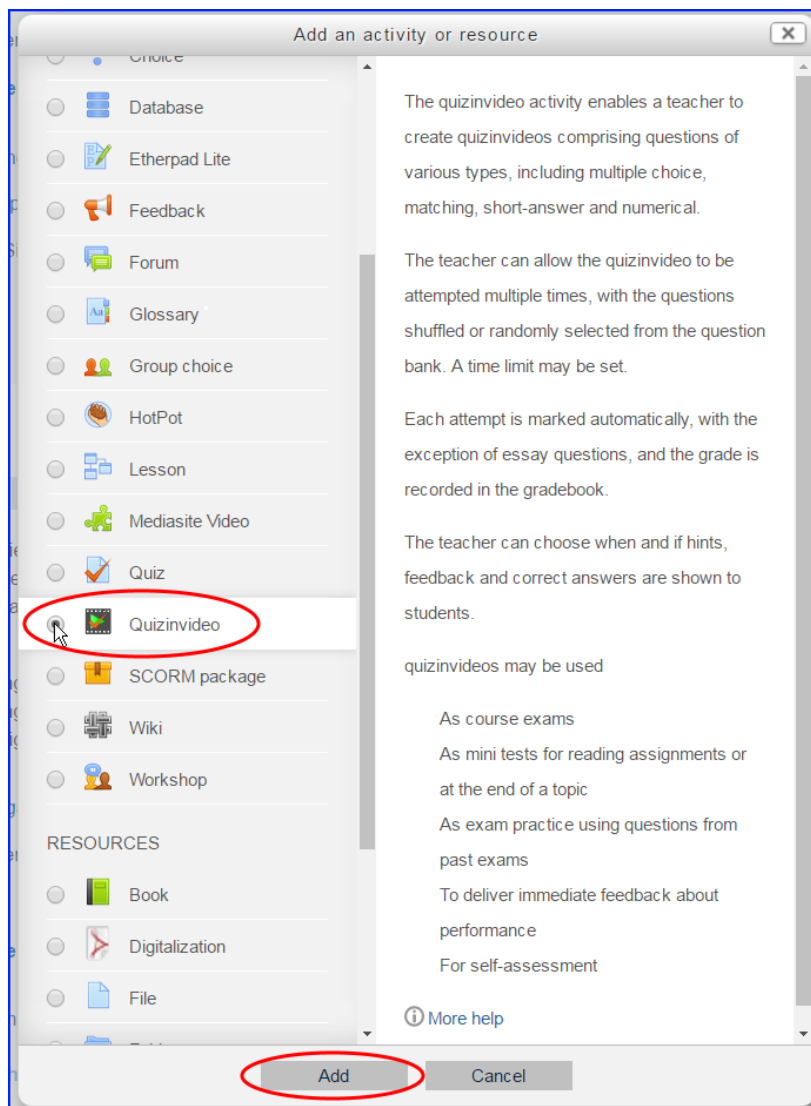 Add an activity or resource
Choice
Database
Etherpad Lite
Feedback
Forum
Glossary
Group choice
HotPot
Lesson
Mediasite Video
Quiz
Quizinvideo
SCORM package
Wiki
Workshop
RESOURCES
Book
Digitalization
File
The quizinvideo activity enables a teacher to
create quizinvideos comprising questions of
various types, including multiple choice,
matching, short-answer and numerical.
The teacher can allow the quizinvideo to be
attempted multiple times, with the questions
shuffled or randomly selected from the question
bank. A time limit may be set.
Each attempt is marked automatically, with the
exception of essay questions, and the grade is
recorded in the gradebook.
The teacher can choose when and if hints,
feedback and correct answers are shown to
students.
quizinvideos may be used
As course exams
As mini tests for reading assignments or
at the end of a topic
As exam practice using questions from
past exams
To deliver immediate feedback about
performance
For self-assessment
More help
Add
Cancel